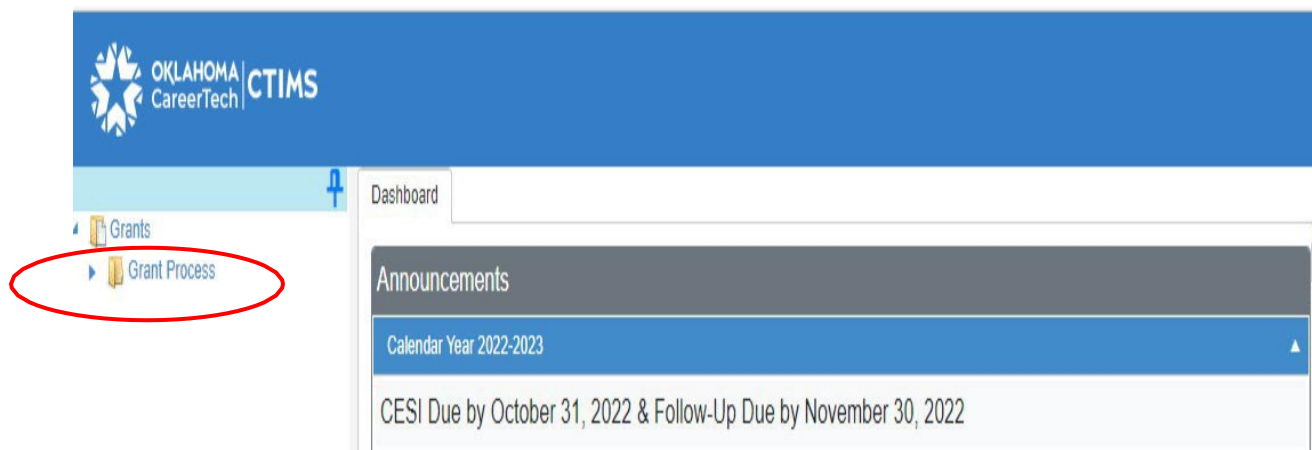 OKLAHOMA
CareerTech
CTIMS
Dashboard
Grants
Grant Process
Announcements
Calendar Year 2022-2023
CESI Due by October 31, 2022 & Follow-Up Due by November 30, 2022